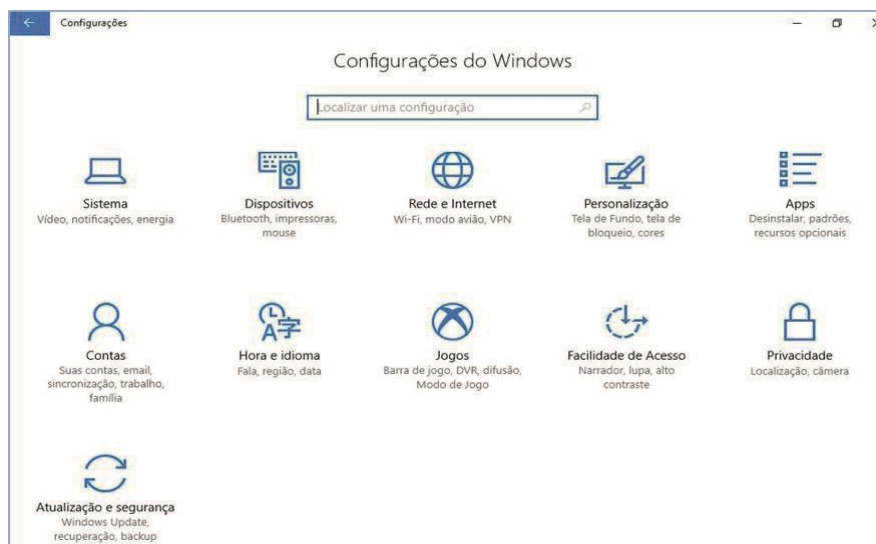 Configurações
Configurações do Windows
Localizar uma configuração
Sistema
Vídeo, notificações, energia
Dispositivos
Bluetooth, impressoras,
mouse
Rede e Internet
Wi-Fi, modo avião, VPN
Personalização
Tela de Fundo, tela de
bloqueio, cores
Apps
Desinstalar, padrões,
recursos opcionais
Contas
Suas contas, email,
sincronização, trabalho,
família
Hora e idioma
Fala, região, data
Jogos
Barra de jogo, DVR, difusão,
Modo de Jogo
Facilidade de Acesso
Narrador, lupa, alto
contraste
Privacidade
Localização, câmera
Atualização e segurança
Windows Update,
recuperação, backup